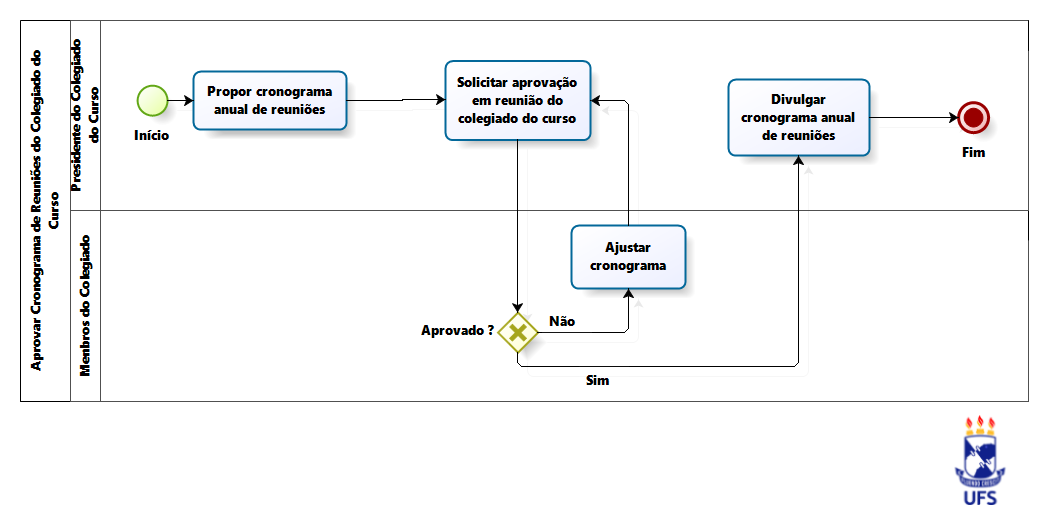 Aprovar Cronograma de Reuniões do Colegiado do
Curso
Presidente do Colegiado
do Curso
Início
Propor cronograma
anual de reuniões
Solicitar aprovação
em reunião do
colegiado do curso
Divulgar
cronograma anual
de reuniões
Fim
Menbros do Colegiado
Ajustar
cronograma
Aprovado ?
Não
Sim
UFS